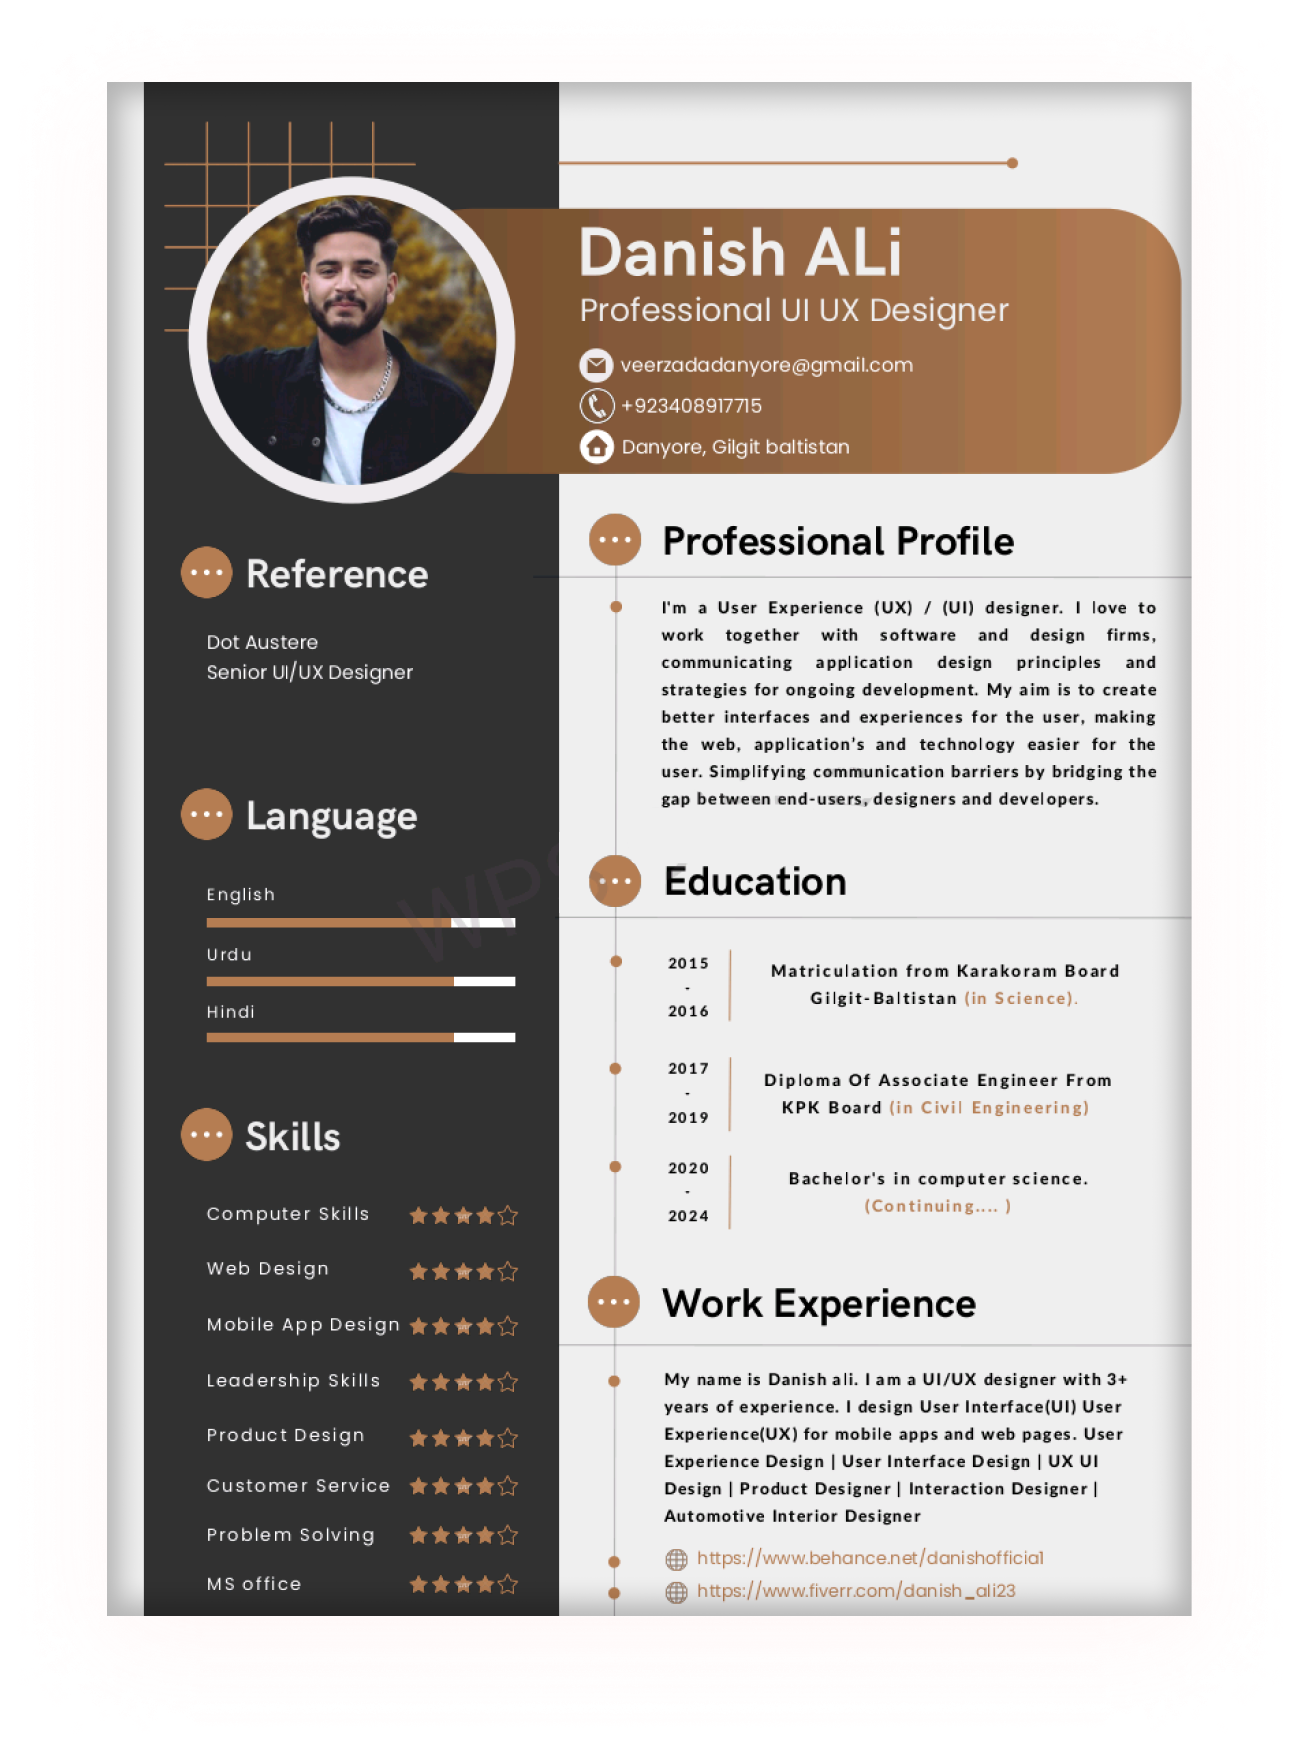 Danish ALi
Professional UI UX Designer
veerzadadanyore@gmail.com
+923408917715
Danyore, Gilgit baltistan
Reference
Dot Austere
Senior UI/UX Designer
Language
English
Urdu
Hindi
Skills
Computer Skills
Web Design
Mobile App Design
Leadership Skills
Product Design
Customer Service
Problem Solving
MS office
Professional Profile
I'm a User Experience (UX) / (UI) designer. I love to
work together with software and design firms,
communicating application design principles and
strategies for ongoing development. My aim is to create
better interfaces and experiences for the user, making
the web, application's and technology easier for the
user. Simplifying communication barriers by bridging the
gap between end-users, designers and developers.
Education
2015
-
2016
Matriculation from Karakoram Board
Gilgit-Baltistan (in Science).
2017
-
2019
Diploma Of Associate Engineer From
KPK Board (in Civil Engineering)
2020
-
2024
Bachelor's in computer science.
(Continuing.... )
Work Experience
My name is Danish ali. I am a UI/UX designer with 3+
years of experience. I design User Interface(UI) User
Experience(UX) for mobile apps and web pages. User
Experience Design | User Interface Design | UX UI
Design | Product Designer | Interaction Designer |
Automotive Interior Designer
https://www.behance.net/danishofficia1
https://www.fiverr.com/danish_ali23